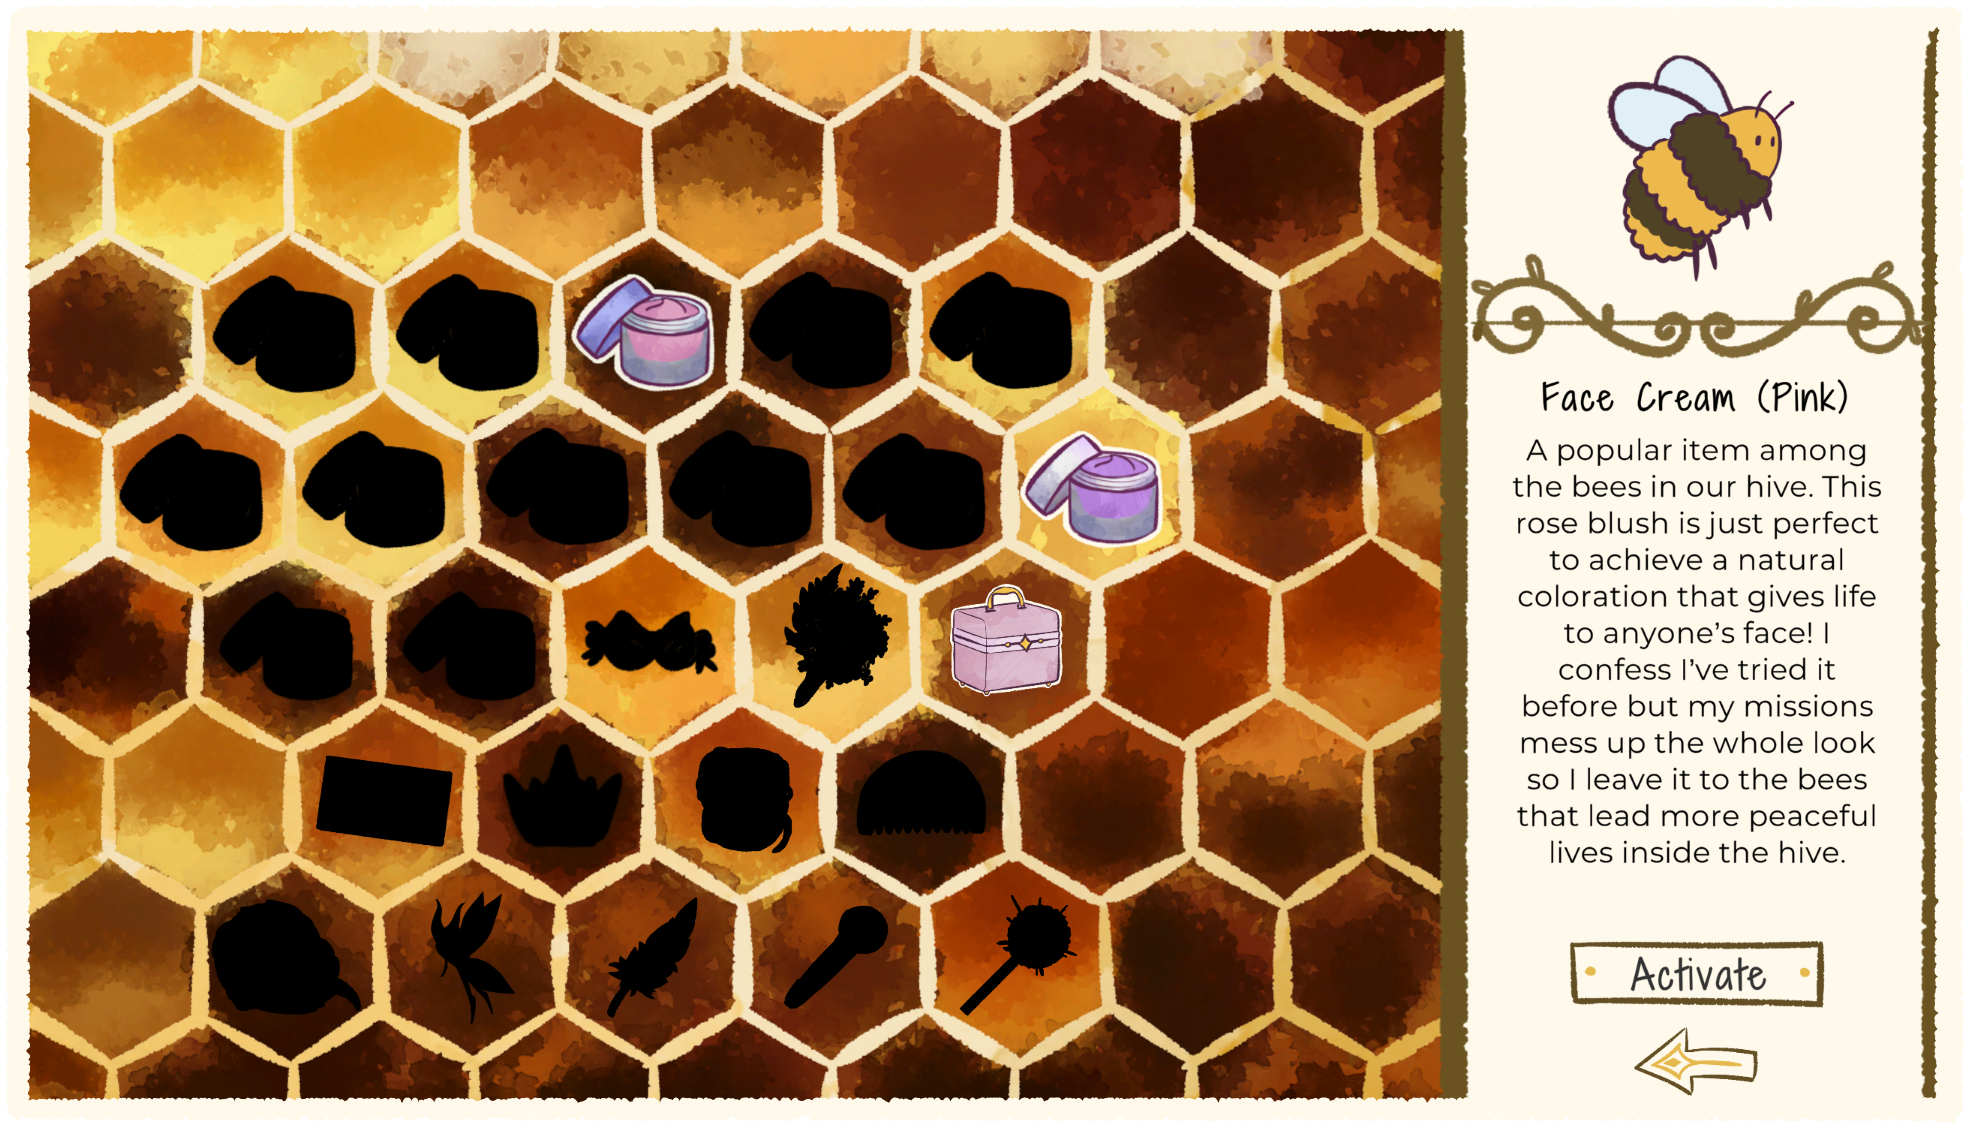 Face Cream (Pink)
A popular item among
the bees in our hive. This
rose blush is just perfect
to achieve a natural
coloration that gives life
to anyone’s face! I
confess I’ve tried it
before but my missions
mess up the whole look
so I leave it to the bees
that lead more peaceful
lives inside the hive.
Activate